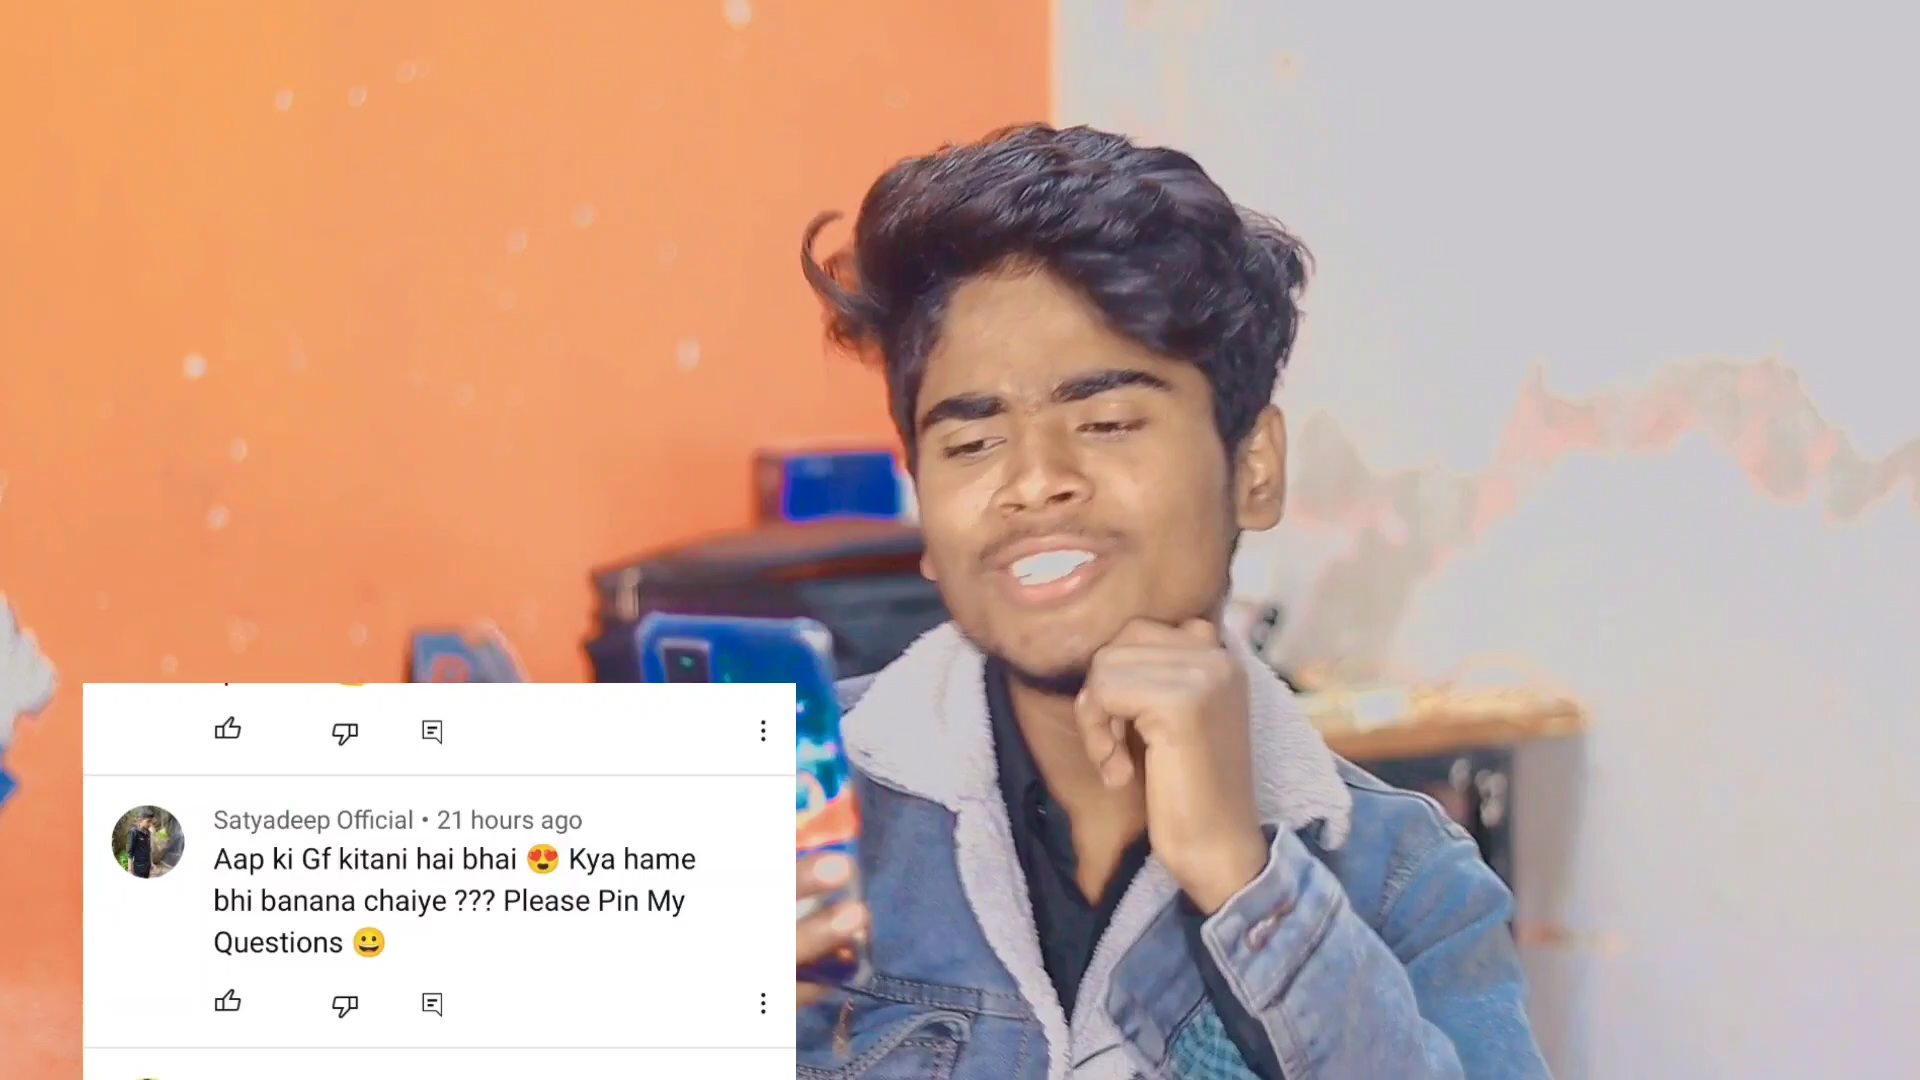 Satyadeep Official • 21 hours ago
Aap ki Gf kitani hai bhai 😍 Kya hame
bhi banana chaiye ??? Please Pin My
Questions 😀